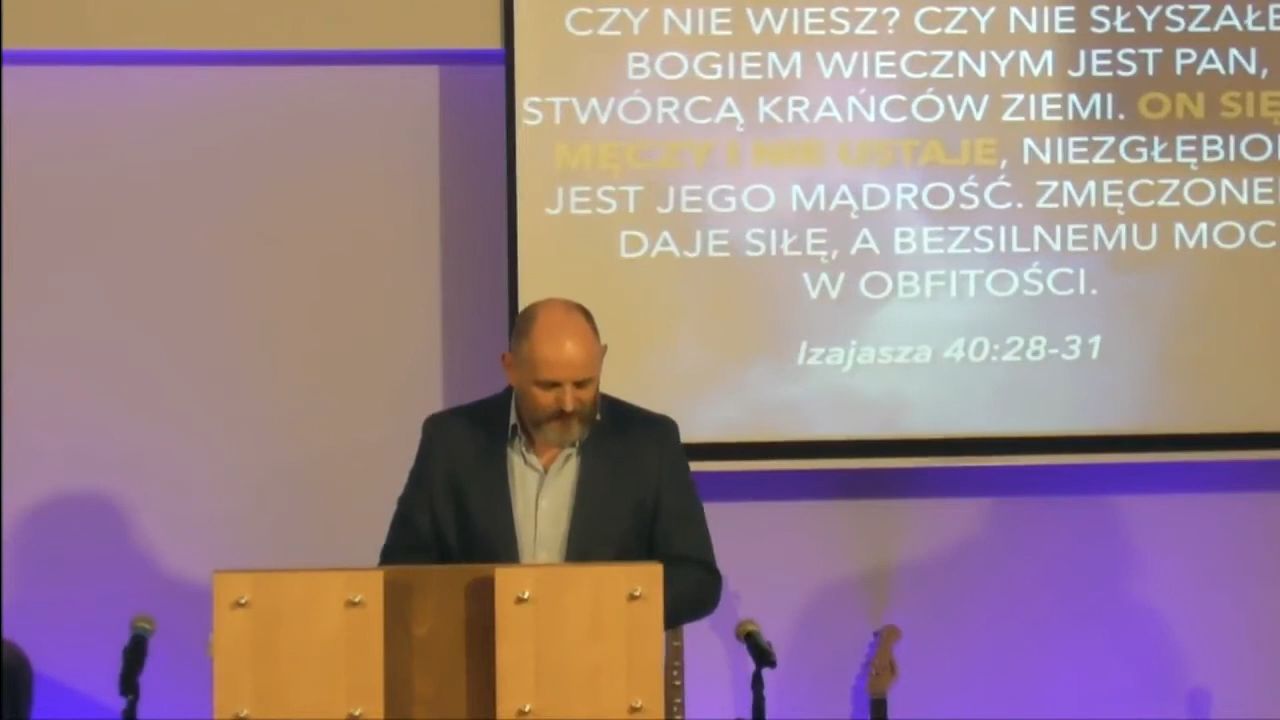 CZY NIE WIESZ? CZY NIE SŁYSZAŁE
BOGIEM WIECZNYM JEST PAN,
STWÓRCĄ KRAŃCÓW ZIEMI. ON SIĘ
MĘCZY I NIE USTAJE, NIEZGŁĘBIO
JEST JEGO MĄDROŚĆ. ZMĘCZONE
DAJE SIŁĘ, A BEZSILNEMU MOC
W OBFITOŚCI.
Izajasza 40:28-31